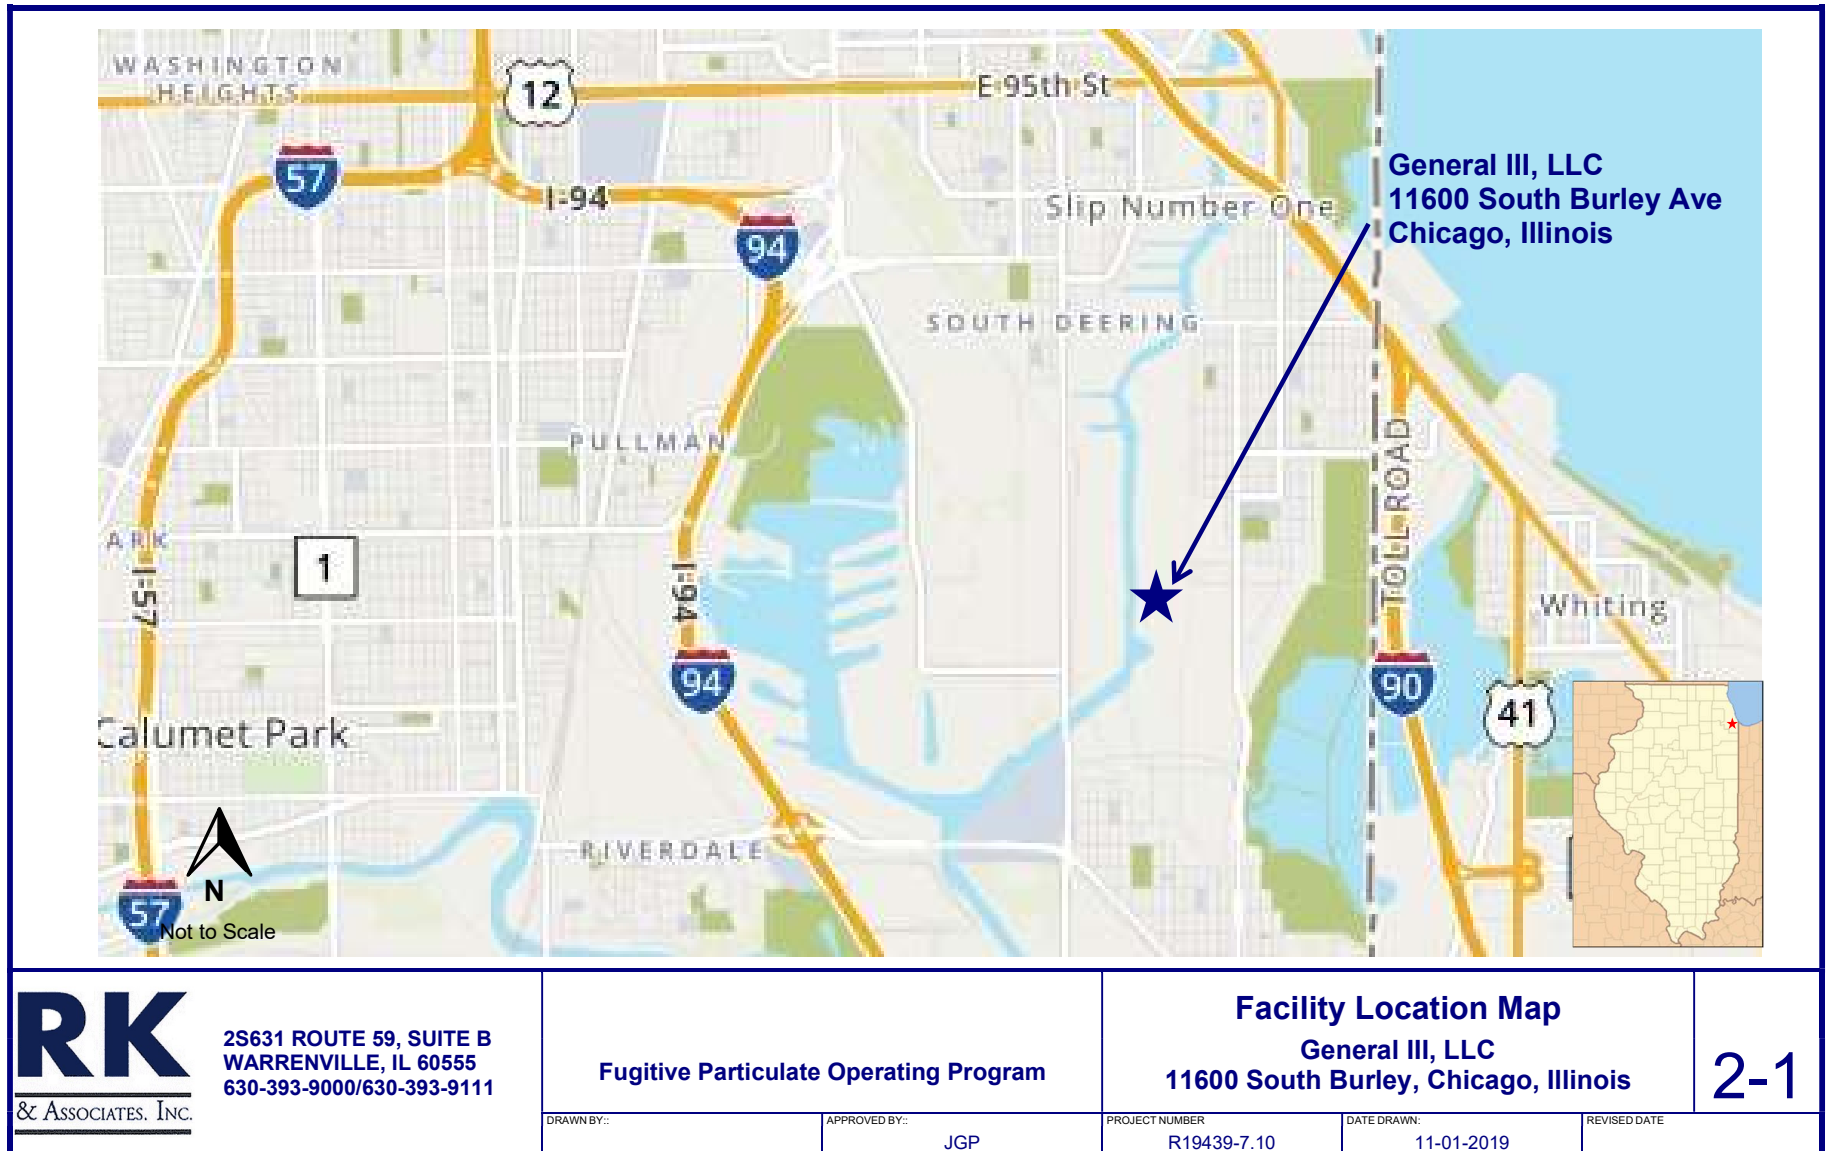 WASHINGTON
HEIGHTS
12
E 95th St
57
I-94
94
General III, LLC
11600 South Burley Ave
Chicago, Illinois
Slip Number One
SOUTH DEERING
PULLMAN
TOLL ROAD
ARK
1
I-57
I-94
Whiting
94
90
41
Calumet Park
RIVERDALE
N
57
Not to Scale
RK
& ASSOCIATES, INC.
2S631 ROUTE 59, SUITE B
WARRENVILLE, IL 60555
630-393-9000/630-393-9111
Fugitive Particulate Operating Program
Facility Location Map
General III, LLC
11600 South Burley, Chicago, Illinois
2-1
DRAWN BY::
APPROVED BY::
JGP
PROJECT NUMBER
R19439-7.10
DATE DRAWN:
11-01-2019
REVISED DATE